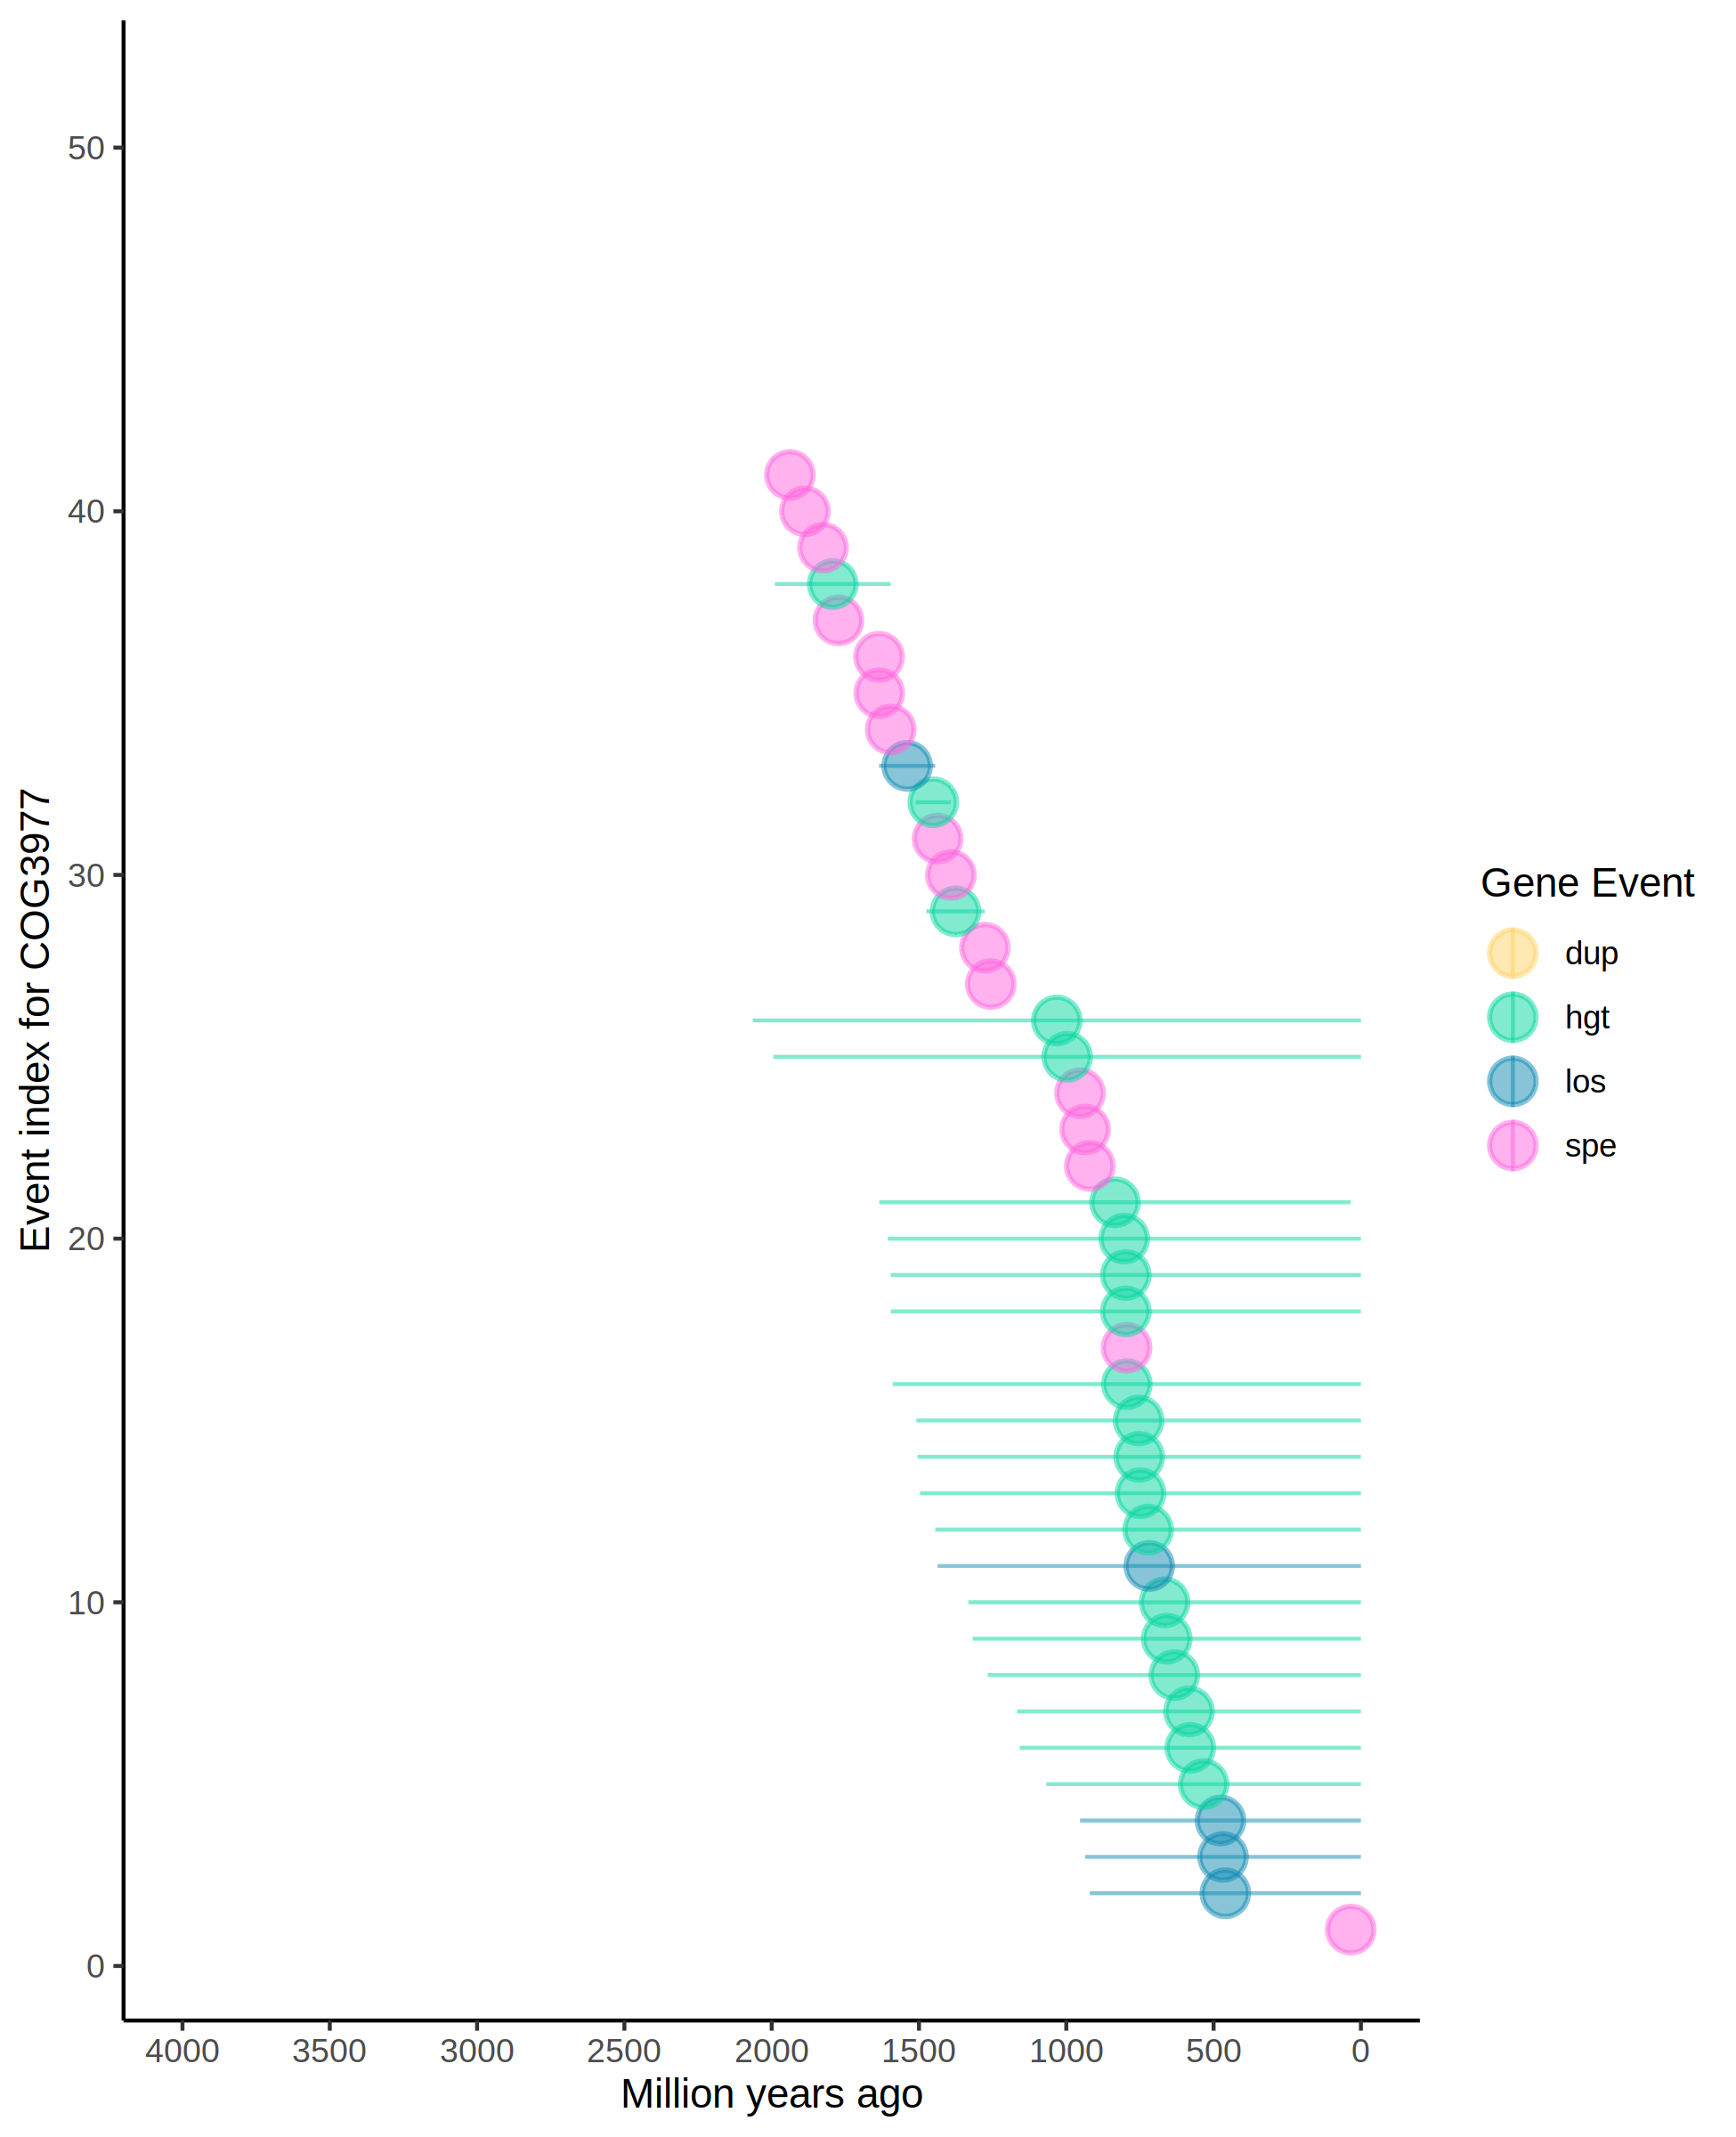 Event index for COG3977
50
40
30
20
10
0
4000 3500 3000 2500 2000 1500 1000 500 0
Million years ago
Gene Event
dup
hgt
los
spe